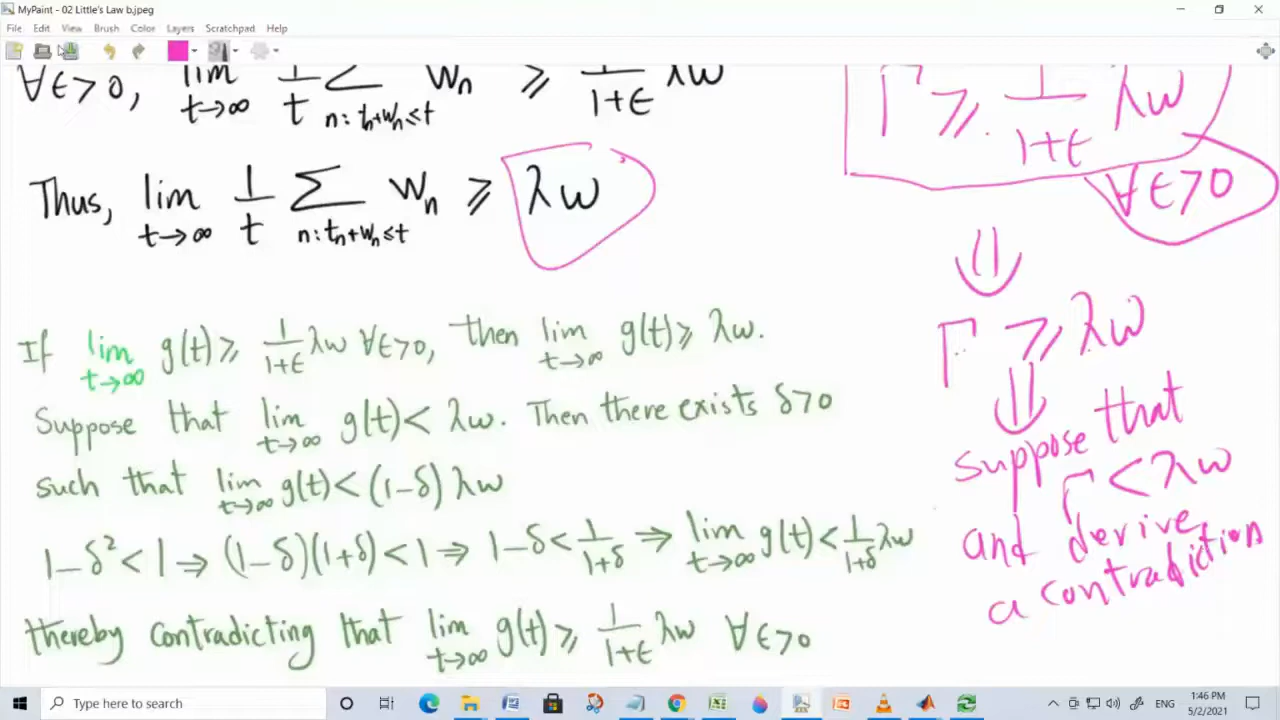 MyPaint - 02 Little's Law b.jpeg
File Edit View Brush Color Layers Scratchpad Help
∀ϵ>0, lim t→∞ 1/t ∑ n: tn+wn≤t Wn ≥ 1/1+ϵ λw
Thus, lim t→∞ 1/t ∑ n: tn+wn≤t Wn ≥ λw
If lim t→∞ g(t) ≥ 1/1+ϵ λw ∀ϵ>0, then lim t→∞ g(t) ≥ λw.
Suppose that lim t→∞ g(t) < λw. Then there exists δ>0
such that lim t→∞ g(t) < (1-δ) λw
1-δ² < 1 ⇒ (1-δ)(1+δ) < 1 ⇒ 1-δ < 1/1+δ ⇒ lim t→∞ g(t) < 1/1+δ λw
thereby contradicting that lim t→∞ g(t) ≥ 1/1+ϵ λw ∀ϵ>0
Γ ≥ 1/1+ϵ λw
∀ϵ>0
⇓
Γ ≥ λw
⇓
suppose that
Γ < λw
and derive
a contradiction
Type here to search
ENG
1:46 PM
5/2/2021